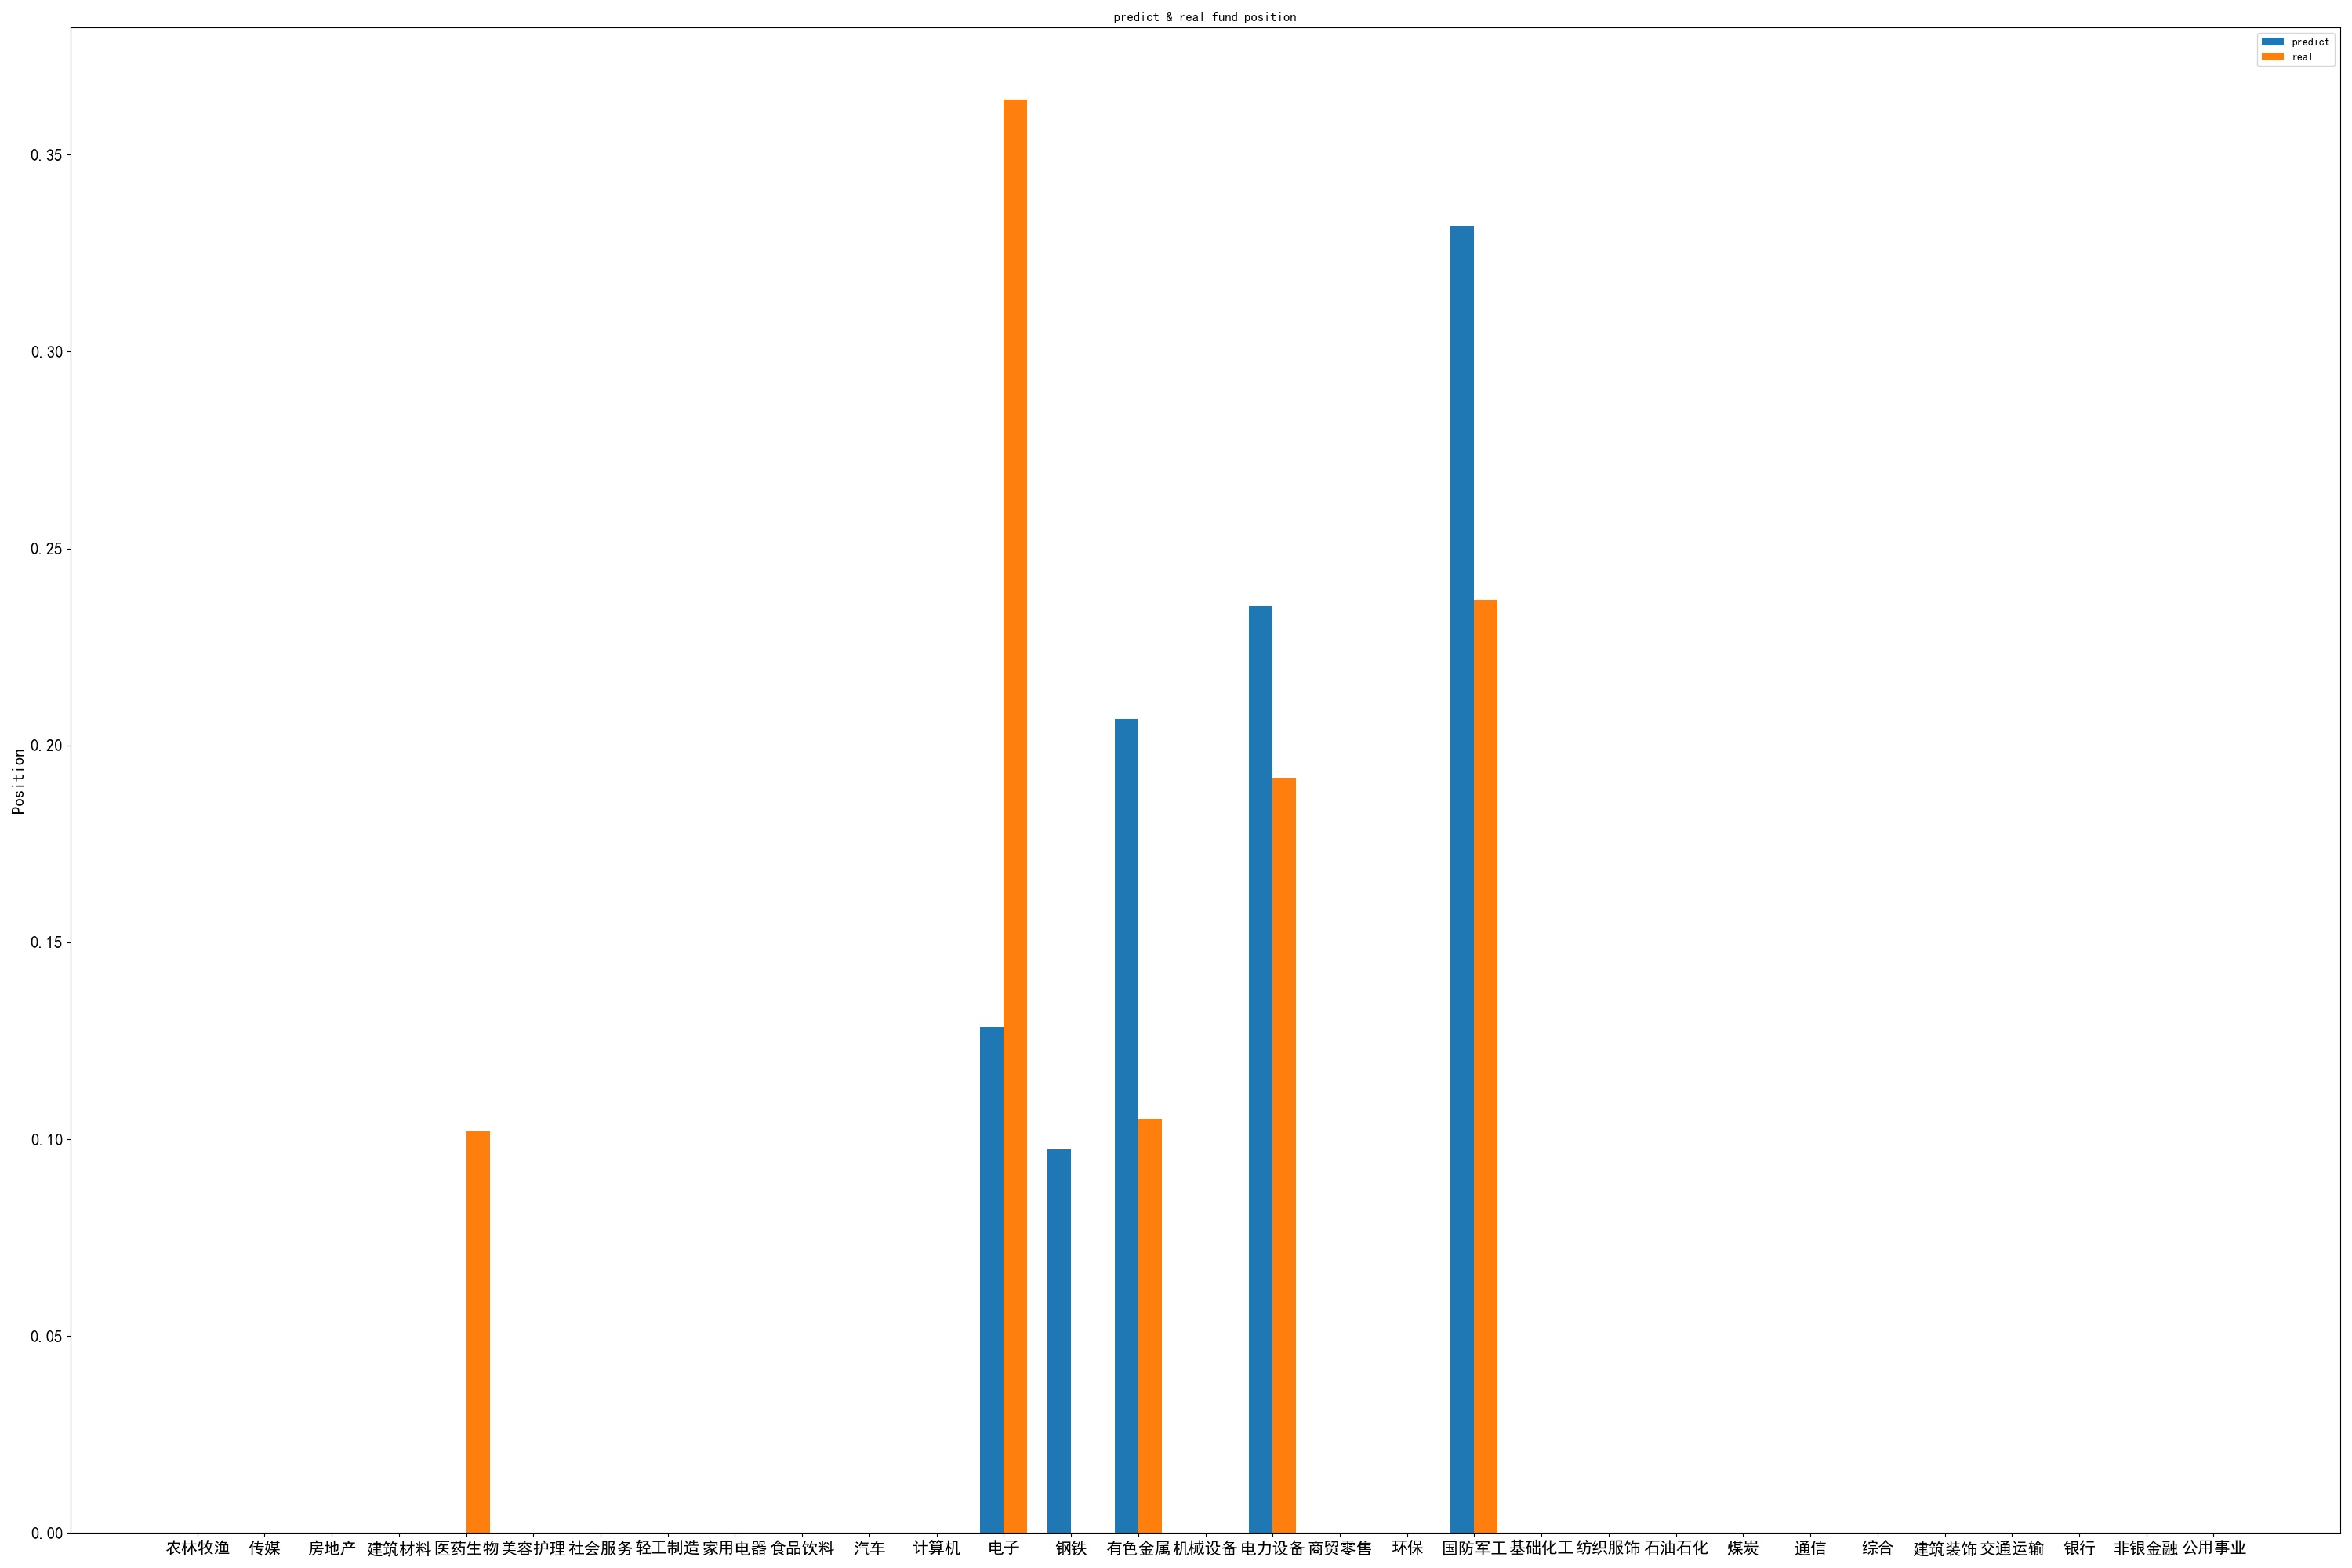 predict & real fund position
predict
real
Position
0.35
0.30
0.25
0.20
0.15
0.10
0.05
0.00
农林牧渔 传媒 房地产 建筑材料 医药生物 美容护理 社会服务 轻工制造 家用电器 食品饮料 汽车 计算机 电子 钢铁 有色金属 机械设备 电力设备 商贸零售 环保 国防军工 基础化工 纺织服饰 石油石化 煤炭 通信 综合 建筑装饰 交通运输 银行 非银金融 公用事业